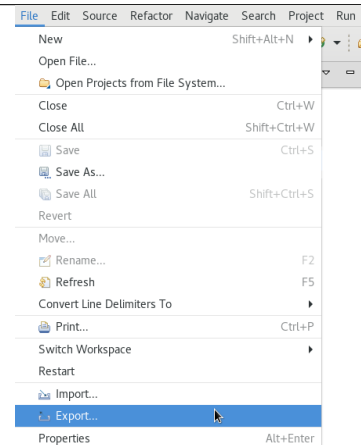 File Edit Source Refactor Navigate Search Project Run
New Shift+Alt+N
Open File...
Open Projects from File System...
Close Ctrl+W
Close All Shift+Ctrl+W
Save Ctrl+S
Save As...
Save All Shift+Ctrl+S
Revert
Move...
Rename... F2
Refresh F5
Convert Line Delimiters To
Print... Ctrl+P
Switch Workspace
Restart
Import...
Export...
Properties Alt+Enter